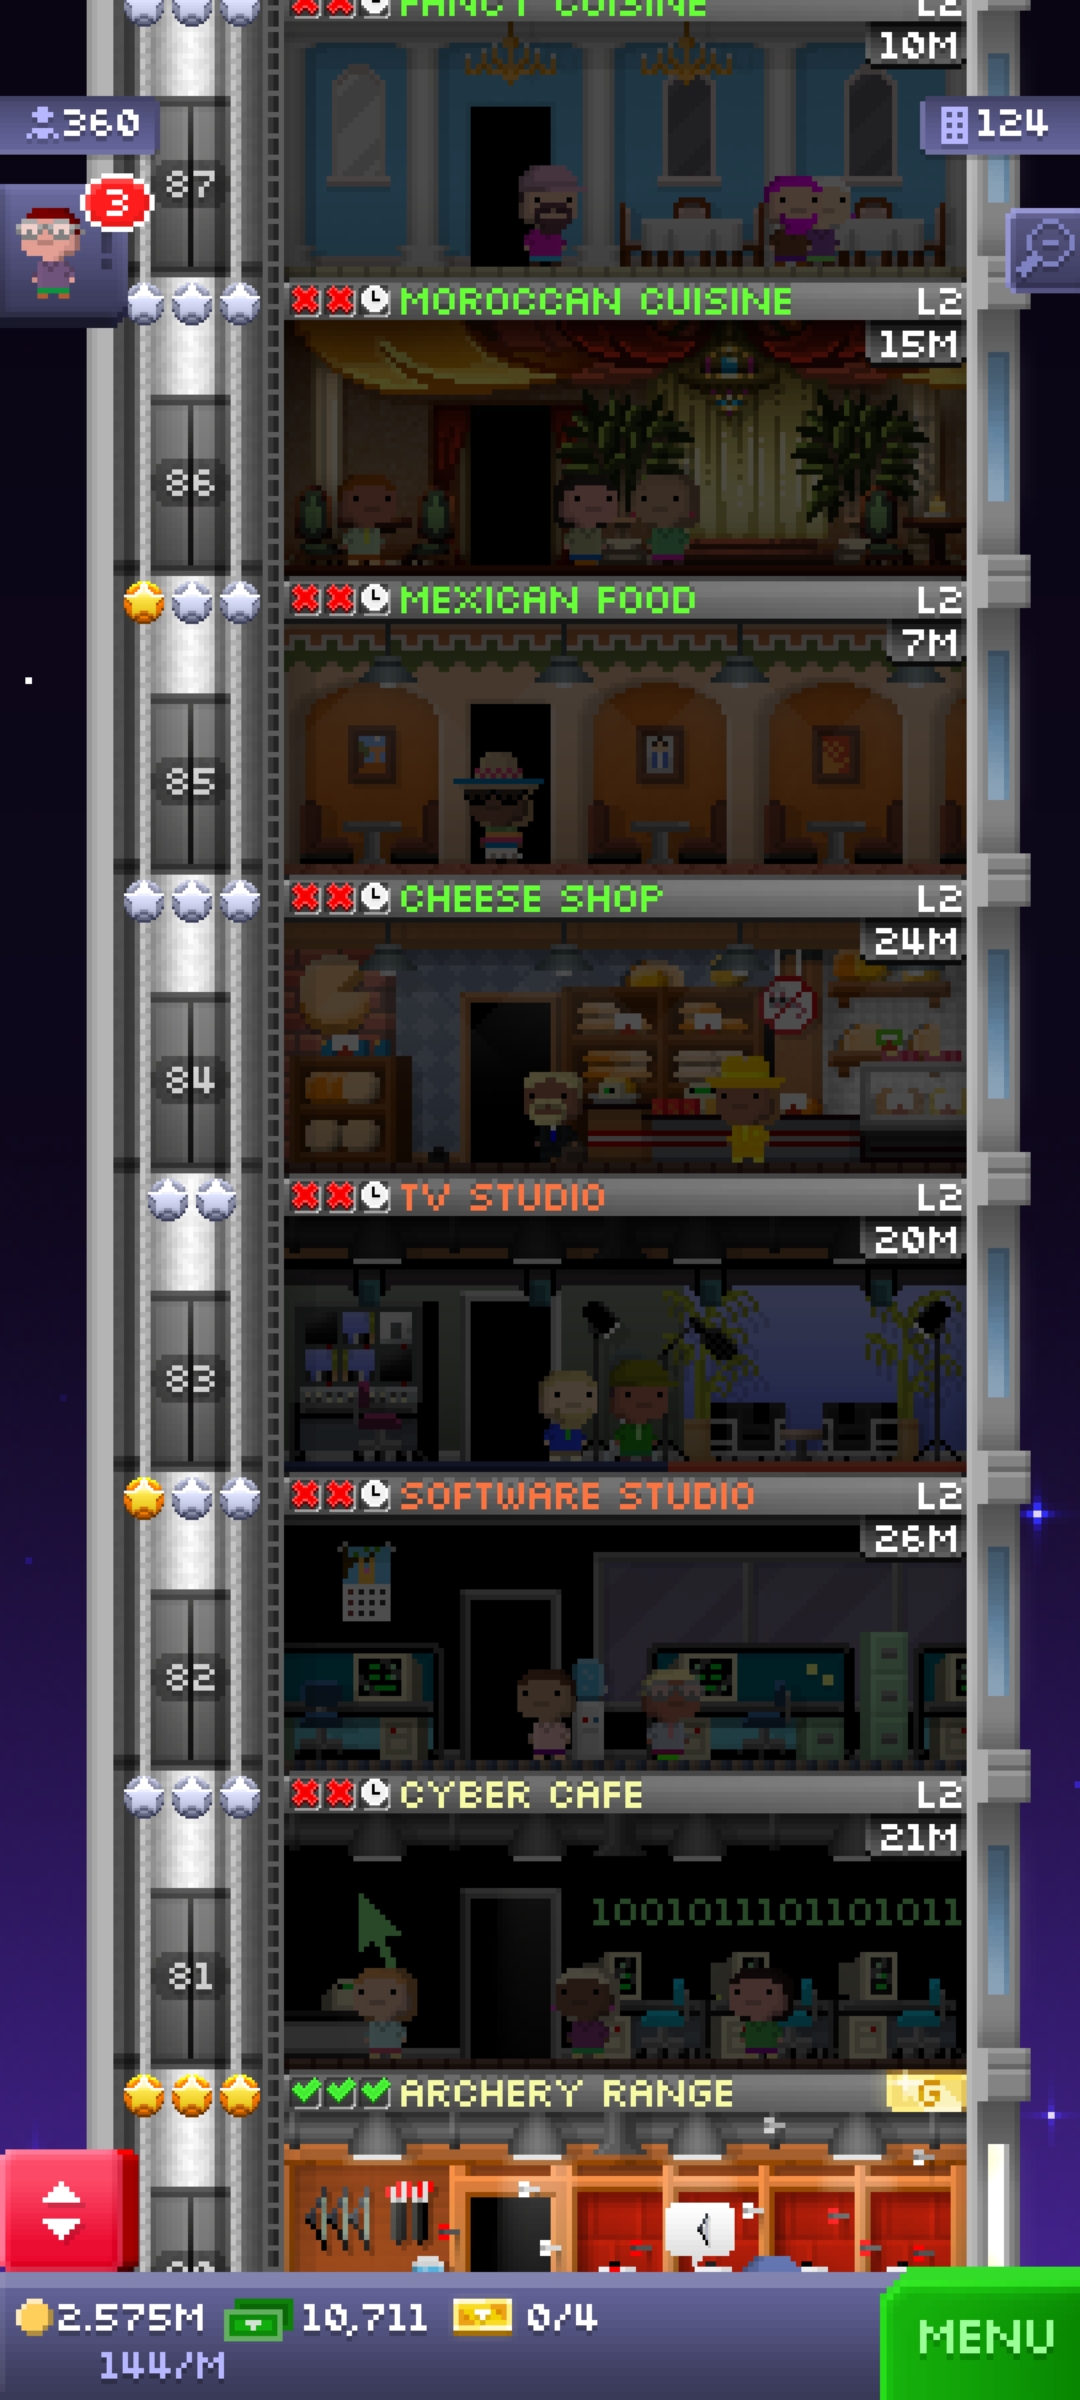 FANCY CUISINE L2
10M
360
124
3
87
MOROCCAN CUISINE L2
15M
86
MEXICAN FOOD L2
7M
85
CHEESE SHOP L2
24M
84
TV STUDIO L2
20M
83
SOFTWARE STUDIO L2
26M
82
CYBER CAFE L2
21M
1001011101101011
81
ARCHERY RANGE G
2.575M 10,711 0/4
144/M
MENU